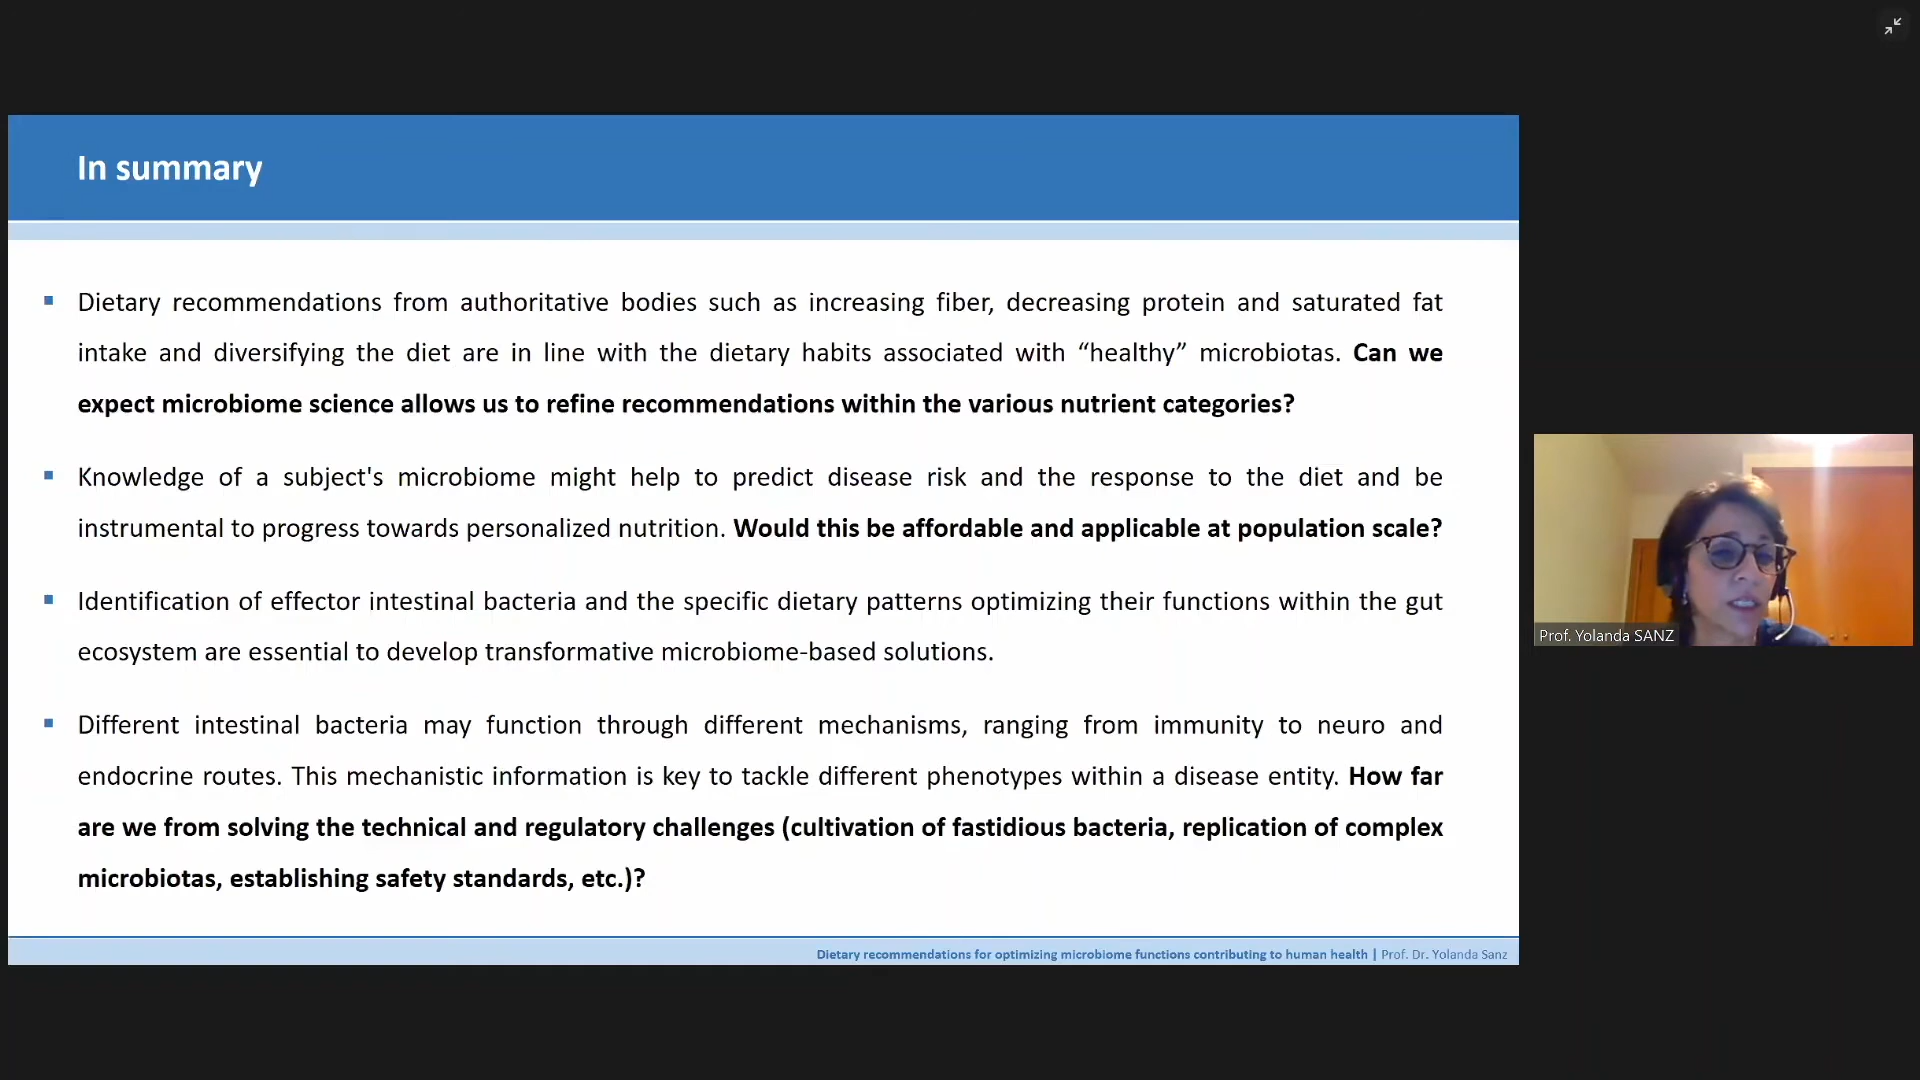 In summary
▪ Dietary recommendations from authoritative bodies such as increasing fiber, decreasing protein and saturated fat
intake and diversifying the diet are in line with the dietary habits associated with “healthy” microbiotas. Can we
expect microbiome science allows us to refine recommendations within the various nutrient categories?
▪ Knowledge of a subject's microbiome might help to predict disease risk and the response to the diet and be
instrumental to progress towards personalized nutrition. Would this be affordable and applicable at population scale?
▪ Identification of effector intestinal bacteria and the specific dietary patterns optimizing their functions within the gut
ecosystem are essential to develop transformative microbiome-based solutions.
▪ Different intestinal bacteria may function through different mechanisms, ranging from immunity to neuro and
endocrine routes. This mechanistic information is key to tackle different phenotypes within a disease entity. How far
are we from solving the technical and regulatory challenges (cultivation of fastidious bacteria, replication of complex
microbiotas, establishing safety standards, etc.)?
Dietary recommendations for optimizing microbiome functions contributing to human health | Prof. Dr. Yolanda Sanz
Prof. Yolanda SANZ